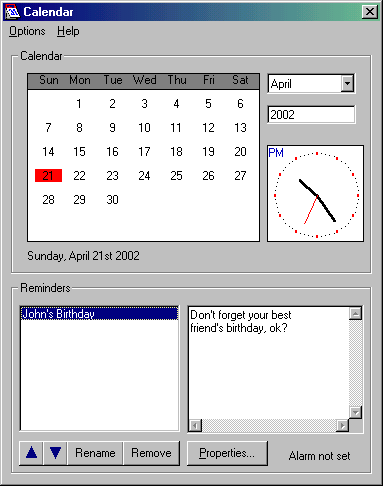 Calendar
Options Help
Calendar
Sun Mon Tue Wed Thu Fri Sat
1 2 3 4 5 6
7 8 9 10 11 12 13
14 15 16 17 18 19 20
21 22 23 24 25 26 27
28 29 30
April
2002
PM
Sunday, April 21st 2002
Reminders
John's Birthday
Don't forget your best
friend's birthday, ok?
Rename Remove Properties... Alarm not set